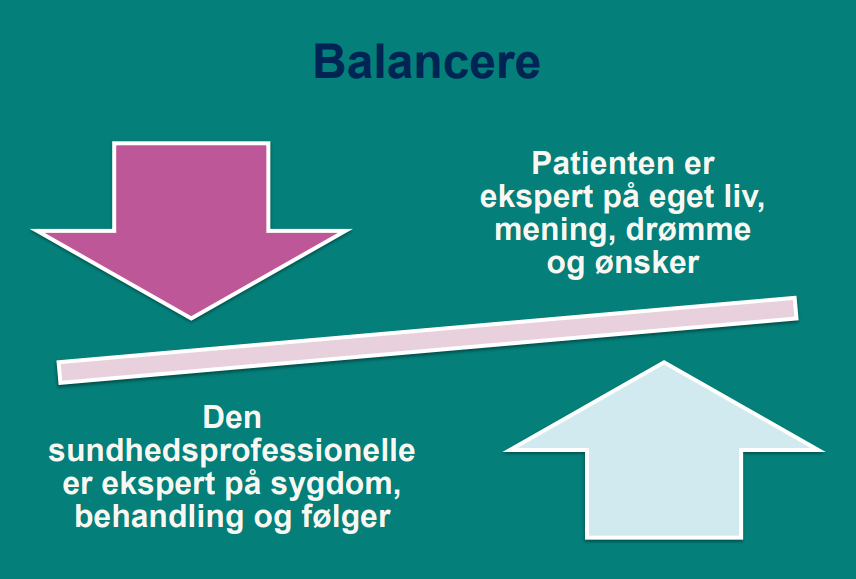 Balancere
Patienten er
ekspert på eget liv,
mening, drømme
og ønsker
Den
sundhedsprofessionelle
er ekspert på sygdom,
behandling og følger